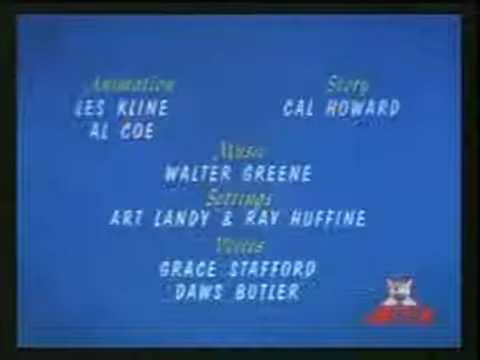 Animation
LES KLINE
AL COE
Story
CAL HOWARD
Music
WALTER GREENE
Settings
ART LANDY & RAY HUFFINE
Voices
GRACE STAFFORD
DAWS BUTLER